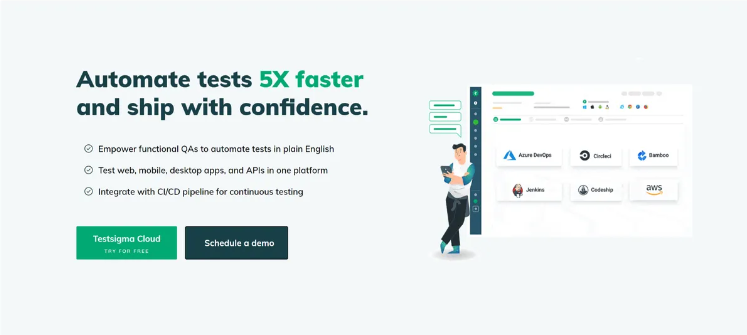 Automate tests 5X faster
and ship with confidence.
Empower functional QAs to automate tests in plain English
Test web, mobile, desktop apps, and APIs in one platform
Integrate with CI/CD pipeline for continuous testing
Testsigma Cloud
TRY FOR FREE
Schedule a demo
Azure DevOps
Circleci
Bamboo
Jenkins
Codeship
aws